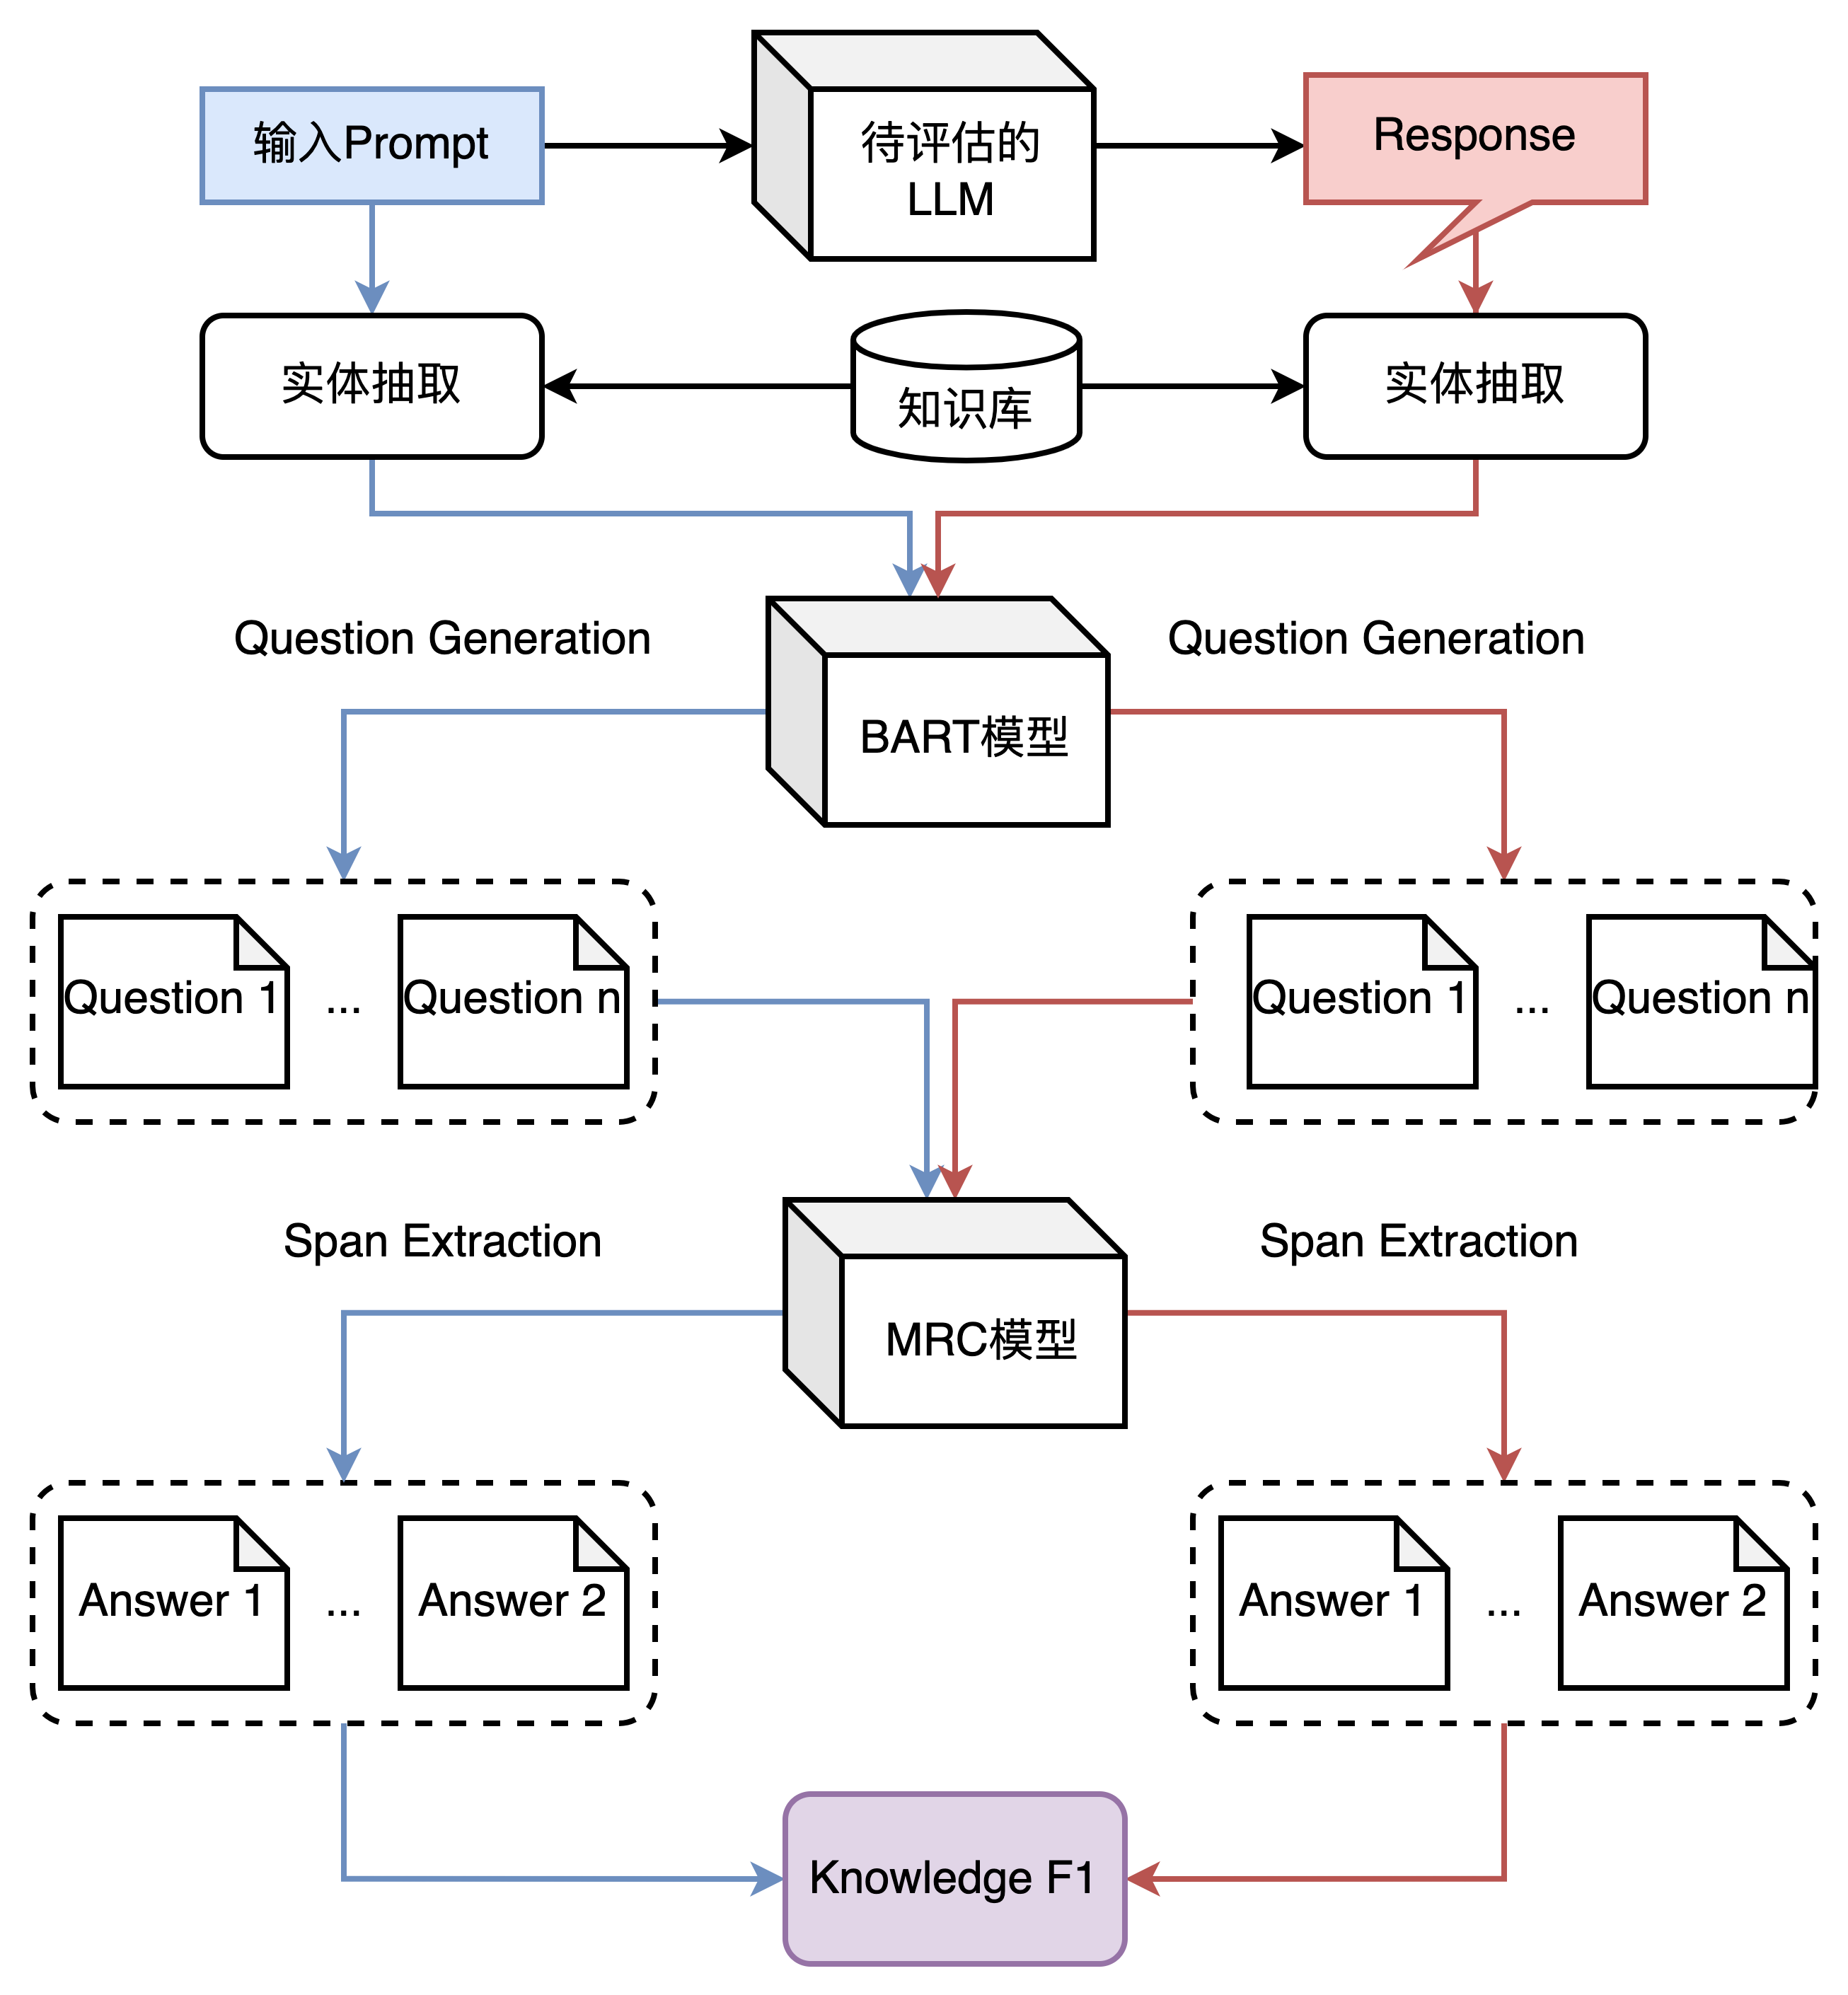 输入Prompt
待评估的
LLM
Response
实体抽取
知识库
实体抽取
Question Generation
Question Generation
BART模型
Question 1
...
Question n
Question 1
...
Question n
Span Extraction
Span Extraction
MRC模型
Answer 1
...
Answer 2
Answer 1
...
Answer 2
Knowledge F1